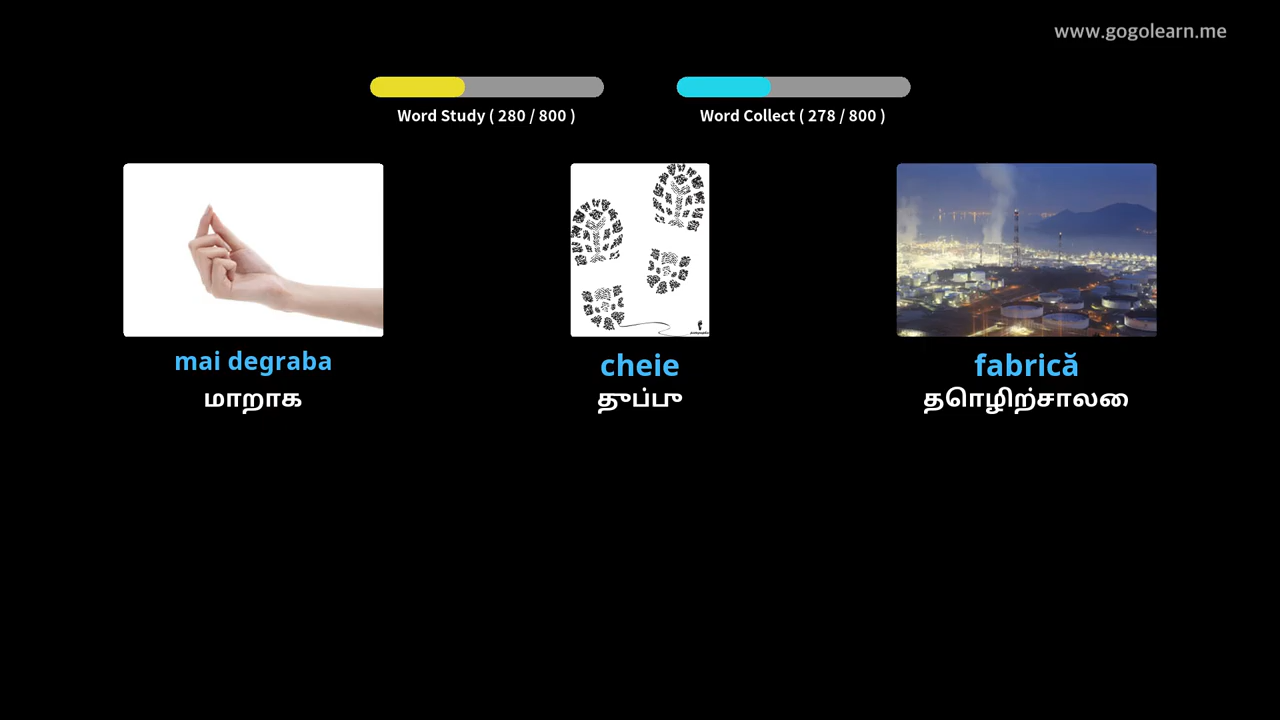 www.gogolearn.me
Word Study ( 280 / 800 )
Word Collect ( 278 / 800 )
mai degraba
cheie
fabrică
மாறாக
துப்பு
தொழிற்சாலை